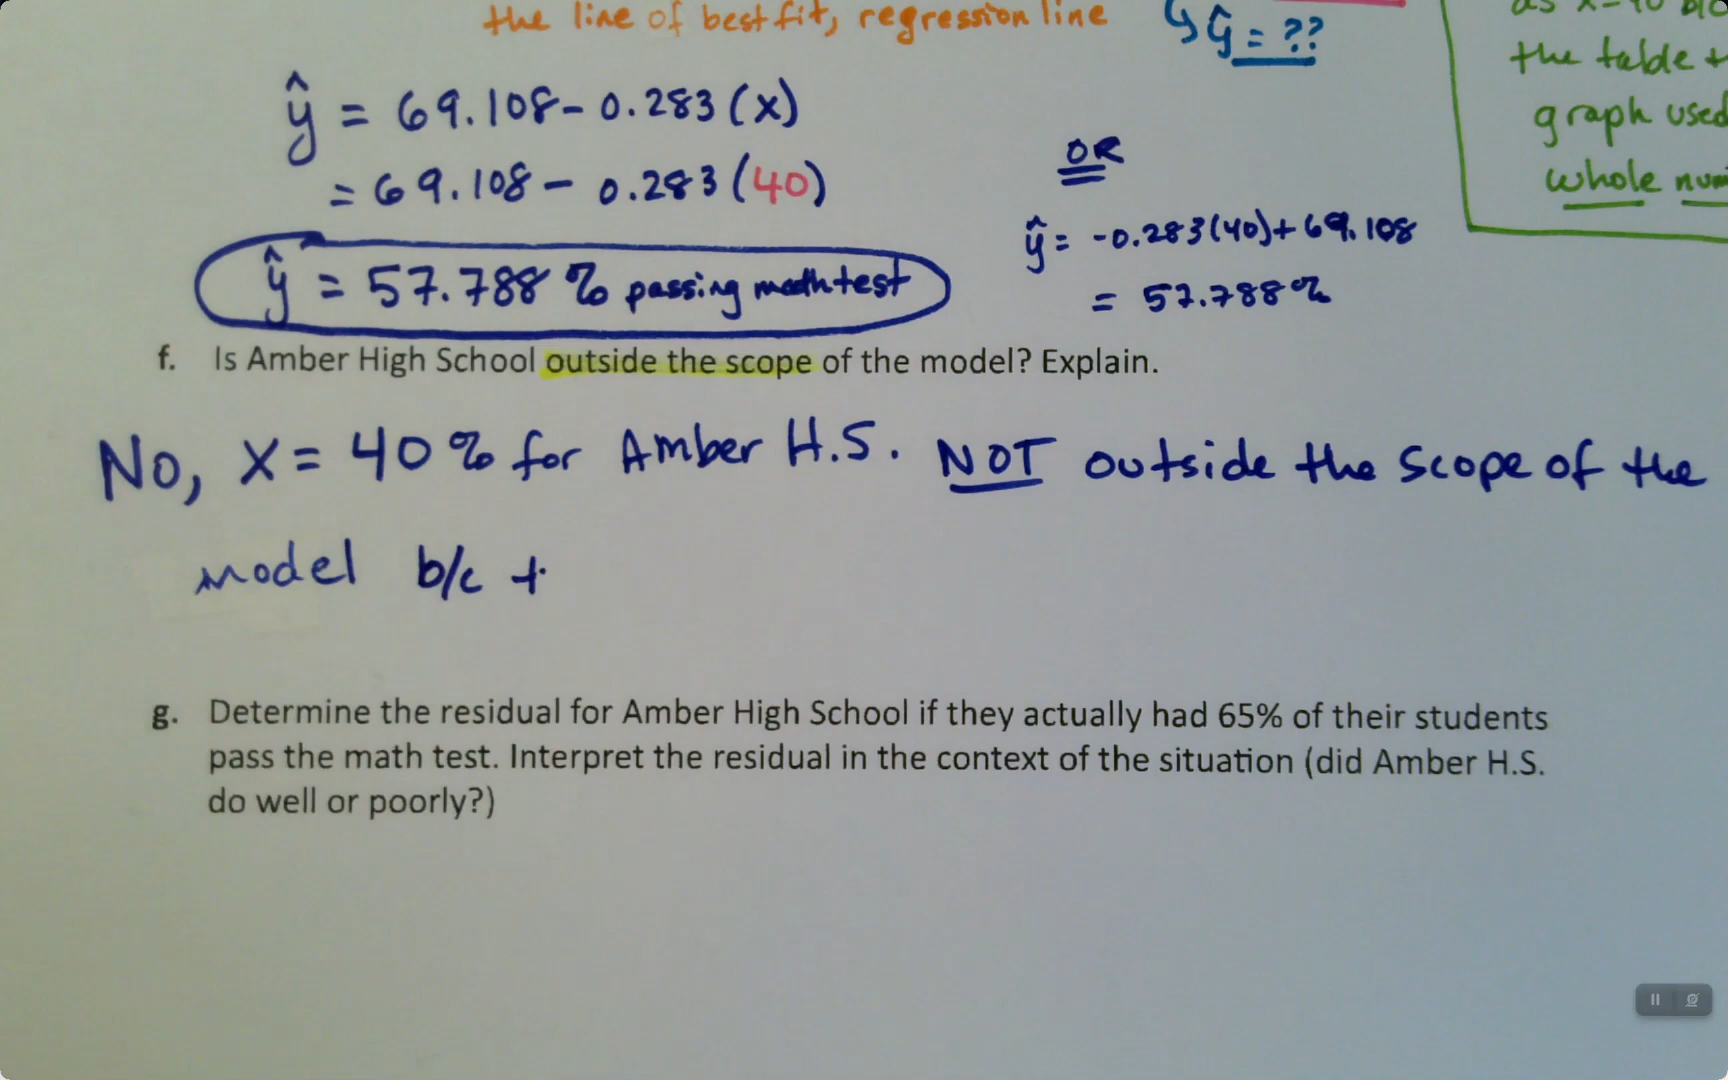 the line of best fit, regression line
ŷ = ??
as x=40 b/c
the table
graph used
whole num
ŷ = 69.108 - 0.283 (x)
= 69.108 - 0.283 (40)
ŷ = 57.788 % passing math test
OR
ŷ = -0.283(40)+69.108
= 57.788%
f. Is Amber High School outside the scope of the model? Explain.
No, X = 40% for Amber H.S. NOT outside the scope of the
model b/c +
g. Determine the residual for Amber High School if they actually had 65% of their students
pass the math test. Interpret the residual in the context of the situation (did Amber H.S.
do well or poorly?)